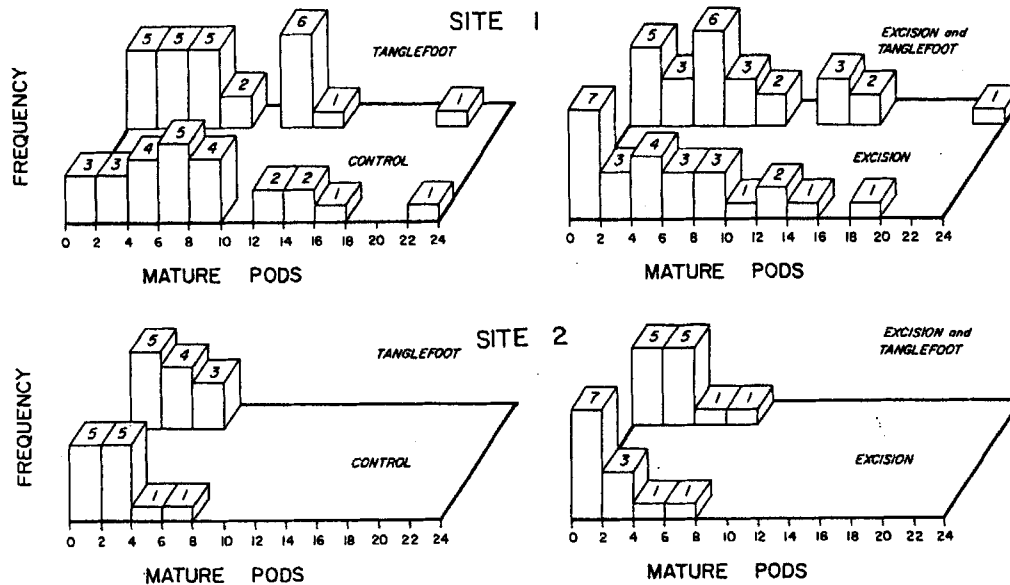 SITE 1
FREQUENCY
TANGLEFOOT
5 5 5 2 6 1 1
CONTROL
3 3 4 5 4 2 2 1 1
0 2 4 6 8 10 12 14 16 18 20 22 24
MATURE PODS
EXCISION and
TANGLEFOOT
5 3 6 3 2 3 2 1
EXCISION
7 3 4 3 3 1 2 1 1
0 2 4 6 8 10 12 14 16 18 20 22 24
MATURE PODS
SITE 2
FREQUENCY
TANGLEFOOT
5 4 3
CONTROL
5 5 1 1
0 2 4 6 8 10 12 14 16 18 20 22 24
MATURE PODS
EXCISION and
TANGLEFOOT
5 5 1 1
EXCISION
7 3 1 1
0 2 4 6 8 10 12 14 16 18 20 22 24
MATURE PODS